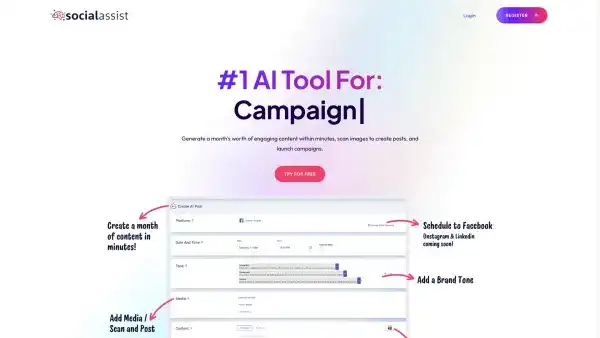 socialassist
Login
REGISTER
#1 AI Tool For:
Campaign|
Generate a month's worth of engaging content within minutes, scan images to create posts, and
launch campaigns.
TRY FOR FREE
Create AI Post
Create a month
of content in
minutes!
Platforms
Schedule to Facebook
(Instagram & Linkedin
coming soon!)
Date And Time
Tone
Add a Brand Tone
Media
Add Media /
Scan and Post
Content